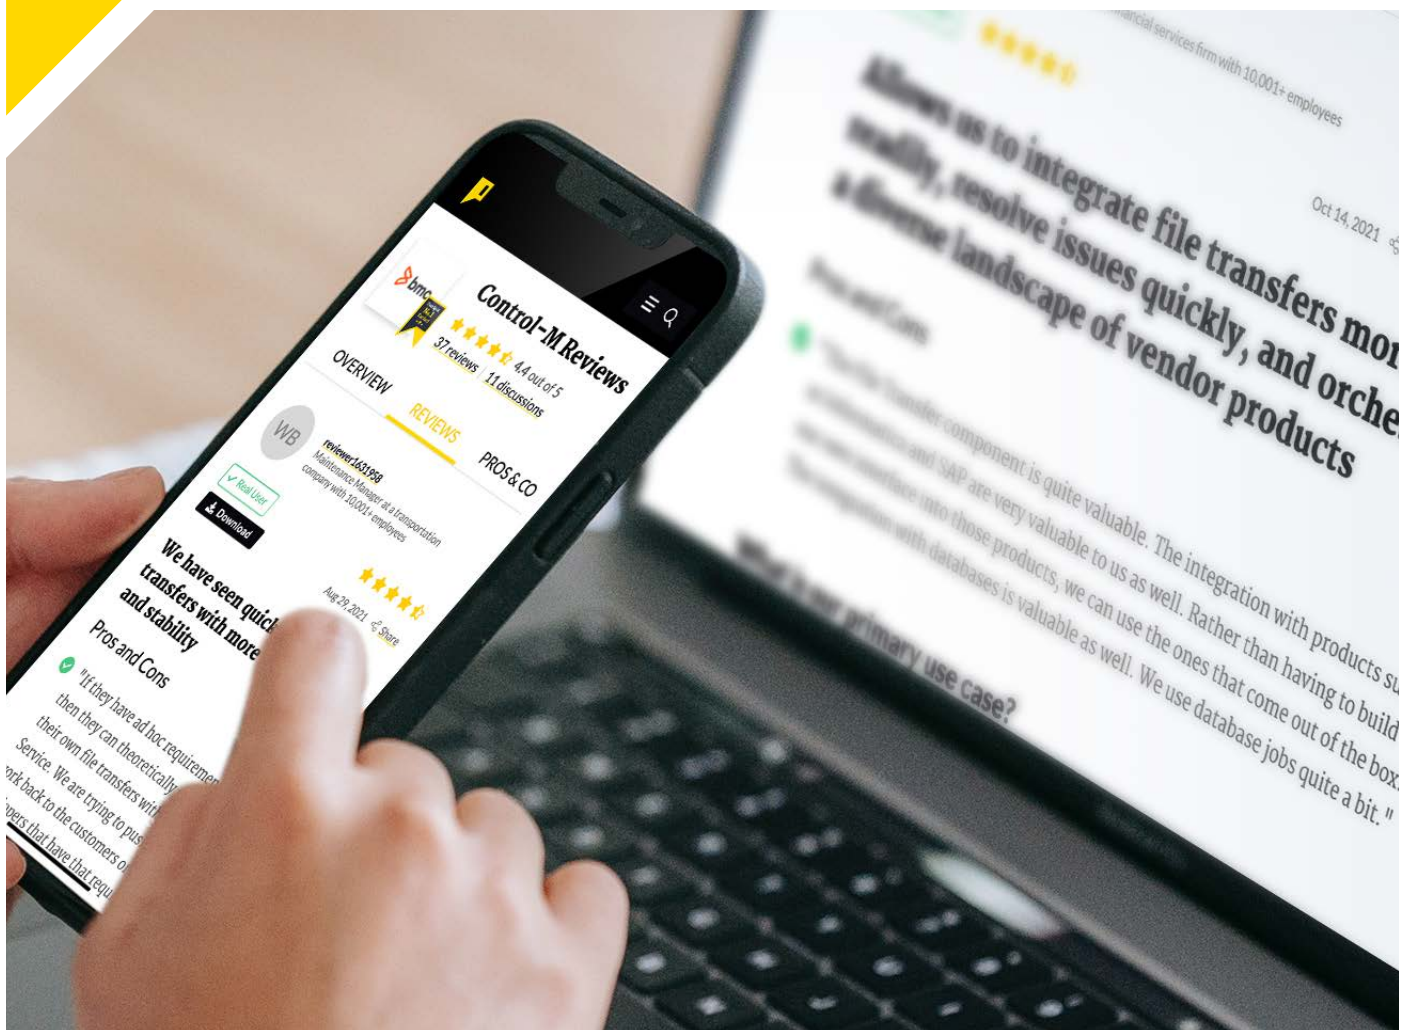 bmc
Control-M Reviews
4.4 out of 5
37 reviews
11 discussions
OVERVIEW
REVIEWS
PROS & CO
WB
reviewer1631958
Maintenance Manager at a transportation
company with 10,001+ employees
✓ Real User
Download
Aug 29, 2021
Share
We have seen quick
transfers with more
and stability
Pros and Cons
"If they have ad hoc requiremen
then they can theoretically
their own file transfers with
Service. We are trying to pus
ork back to the customers o
pers that have that requ
financial services firm with 10,001+ employees
Oct 14, 2021
Allows us to integrate file transfers mor
readily, resolve issues quickly, and orche
a diverse landscape of vendor products
Pros and Cons
"The File Transfer component is quite valuable. The integration with products su
and SAP are very valuable to us as well. Rather than having to build
into those products, we can use the ones that come out of the box.
with databases is valuable as well. We use database jobs quite a bit."
What is our primary use case?